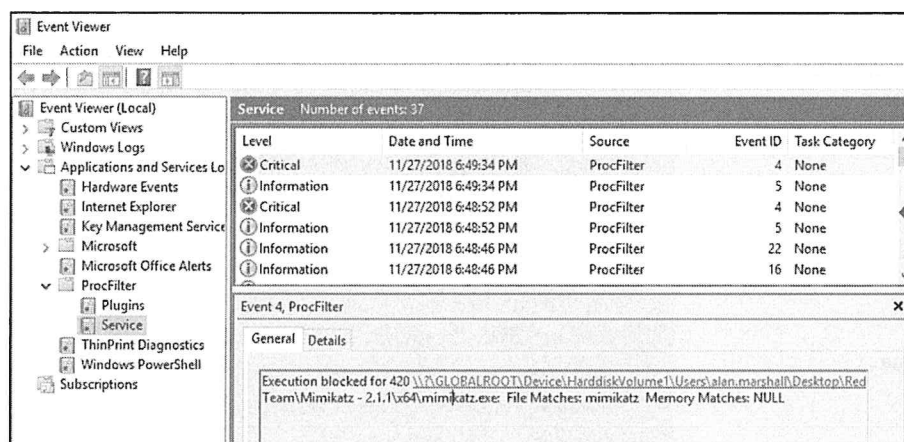 Event Viewer
File Action View Help
Event Viewer (Local)
Custom Views
Windows Logs
Applications and Services Lo
Hardware Events
Internet Explorer
Key Management Service
Microsoft
Microsoft Office Alerts
ProcFilter
Plugins
Service
ThinPrint Diagnostics
Windows PowerShell
Subscriptions
Service Number of events: 37
Level Date and Time Source Event ID Task Category
Critical 11/27/2018 6:49:34 PM ProcFilter 4 None
Information 11/27/2018 6:49:34 PM ProcFilter 5 None
Critical 11/27/2018 6:48:52 PM ProcFilter 4 None
Information 11/27/2018 6:48:52 PM ProcFilter 5 None
Information 11/27/2018 6:48:46 PM ProcFilter 22 None
Information 11/27/2018 6:48:46 PM ProcFilter 16 None
Event 4, ProcFilter
General Details
Execution blocked for 420 \\?\GLOBALROOT\Device\HarddiskVolume1\Users\alan.marshall\Desktop\Red
Team\Mimikatz - 2.1.1\x64\mimikatz.exe: File Matches: mimikatz Memory Matches: NULL